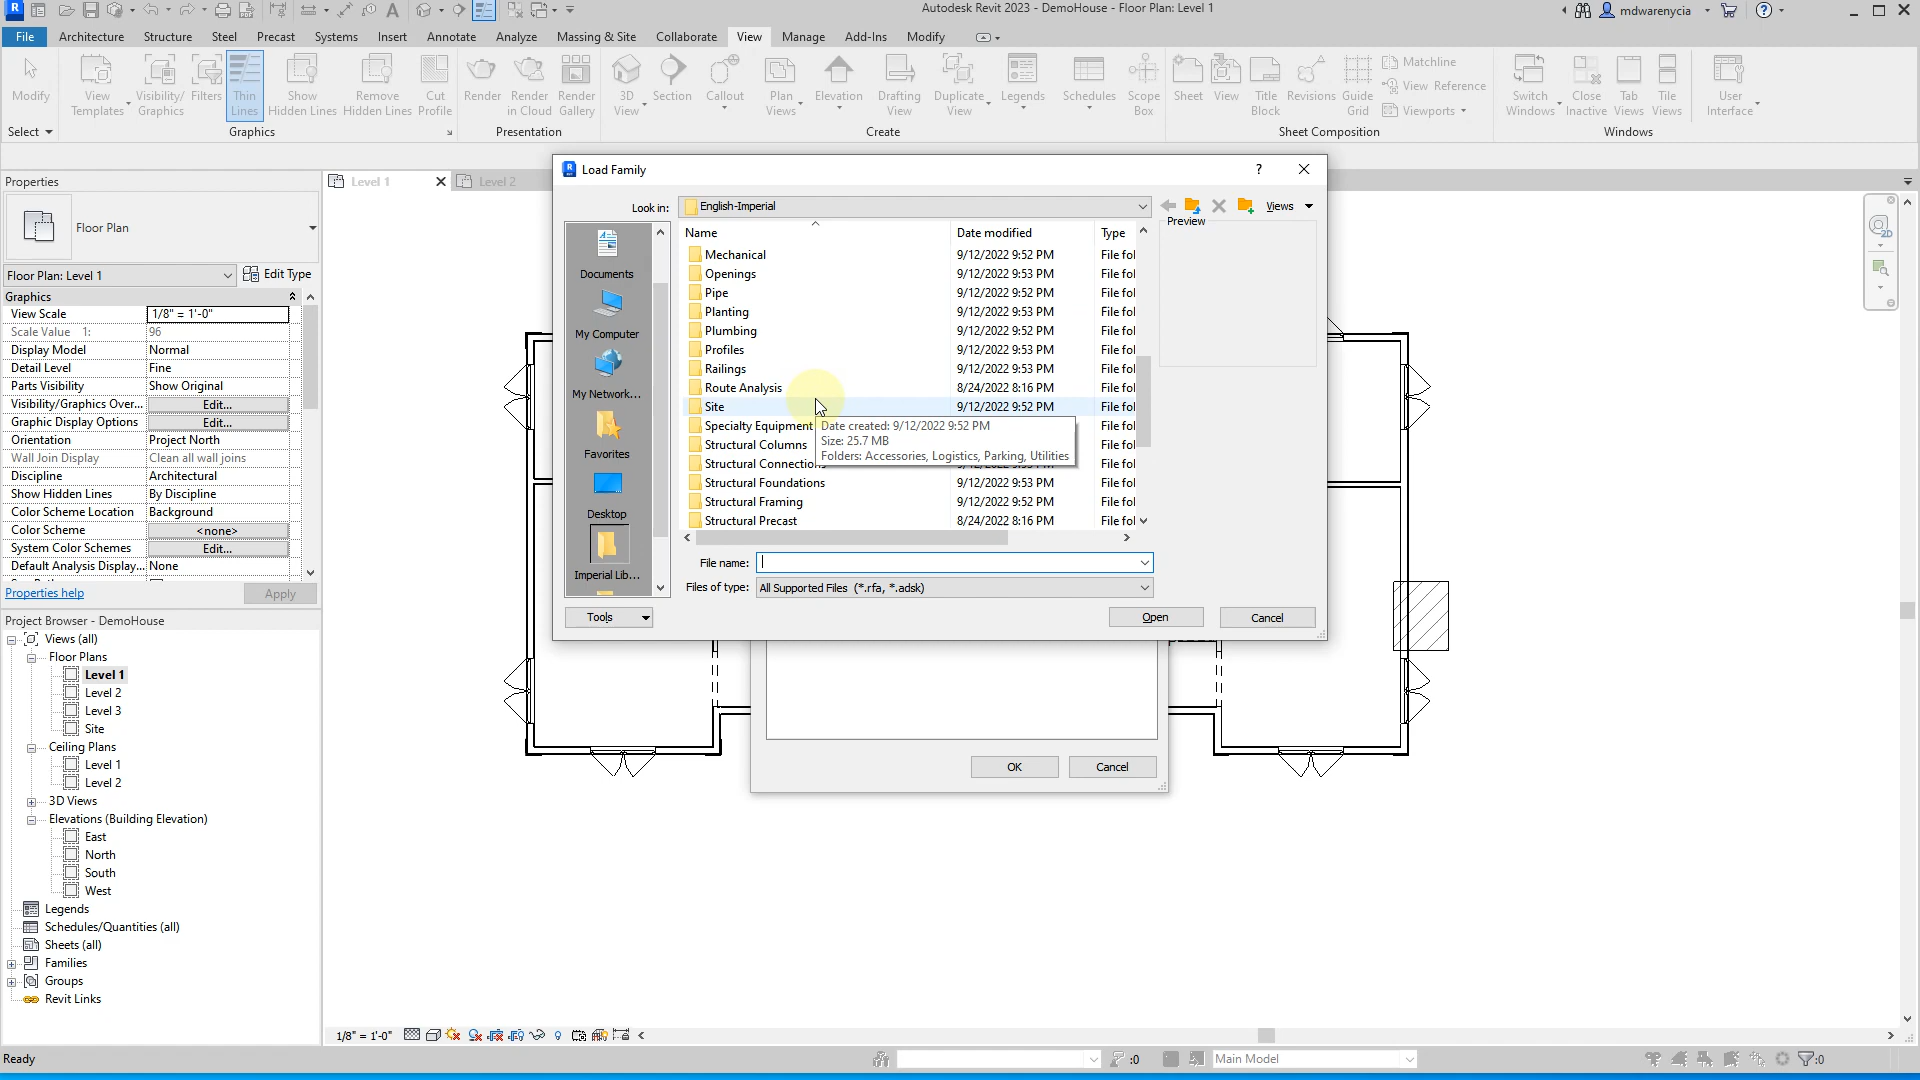 Autodesk Revit 2023 - DemoHouse - Floor Plan: Level 1
mdwarenycia
File Architecture Structure Steel Precast Systems Insert Annotate Analyze Massing & Site Collaborate View Manage Add-Ins Modify
Modify
View Templates
Visibility/ Graphics
Filters
Thin Lines
Show Hidden Lines
Remove Hidden Lines
Cut Profile
Render
Render in Cloud
Render Gallery
3D View
Section
Callout
Plan Views
Elevation
Drafting View
Duplicate View
Legends
Schedules
Scope Box
Sheet
View
Title Block
Revisions
Guide Grid
Matchline
View Reference
Viewports
Switch Windows
Close Inactive
Tab Views
Tile Views
User Interface
Select Graphics Presentation Create Sheet Composition Windows
Properties
Floor Plan
Floor Plan: Level 1 Edit Type
Graphics
View Scale 1/8" = 1'-0"
Scale Value 1: 96
Display Model Normal
Detail Level Fine
Parts Visibility Show Original
Visibility/Graphics Over... Edit...
Graphic Display Options Edit...
Orientation Project North
Wall Join Display Clean all wall joins
Discipline Architectural
Show Hidden Lines By Discipline
Color Scheme Location Background
Color Scheme <none>
System Color Schemes Edit...
Default Analysis Display... None
Properties help Apply
Project Browser - DemoHouse
Views (all)
Floor Plans
Level 1
Level 2
Level 3
Site
Ceiling Plans
Level 1
Level 2
3D Views
Elevations (Building Elevation)
East
North
South
West
Legends
Schedules/Quantities (all)
Sheets (all)
Families
Groups
Revit Links
Level 1 Level 2
Load Family
Look in: English-Imperial Views
Preview
Documents
My Computer
My Network...
Favorites
Desktop
Imperial Lib...
Name Date modified Type
Mechanical 9/12/2022 9:52 PM File fol
Openings 9/12/2022 9:53 PM File fol
Pipe 9/12/2022 9:52 PM File fol
Planting 9/12/2022 9:53 PM File fol
Plumbing 9/12/2022 9:52 PM File fol
Profiles 9/12/2022 9:53 PM File fol
Railings 9/12/2022 9:53 PM File fol
Route Analysis 8/24/2022 8:16 PM File fol
Site 9/12/2022 9:52 PM File fol
Specialty Equipment File fol
Structural Columns File fol
Structural Connections File fol
Structural Foundations 9/12/2022 9:53 PM File fol
Structural Framing 9/12/2022 9:52 PM File fol
Structural Precast 8/24/2022 8:16 PM File fol
Date created: 9/12/2022 9:52 PM
Size: 25.7 MB
Folders: Accessories, Logistics, Parking, Utilities
File name:
Files of type: All Supported Files (*.rfa, *.adsk)
Tools Open Cancel
OK Cancel
1/8" = 1'-0"
Ready :0 Main Model :0